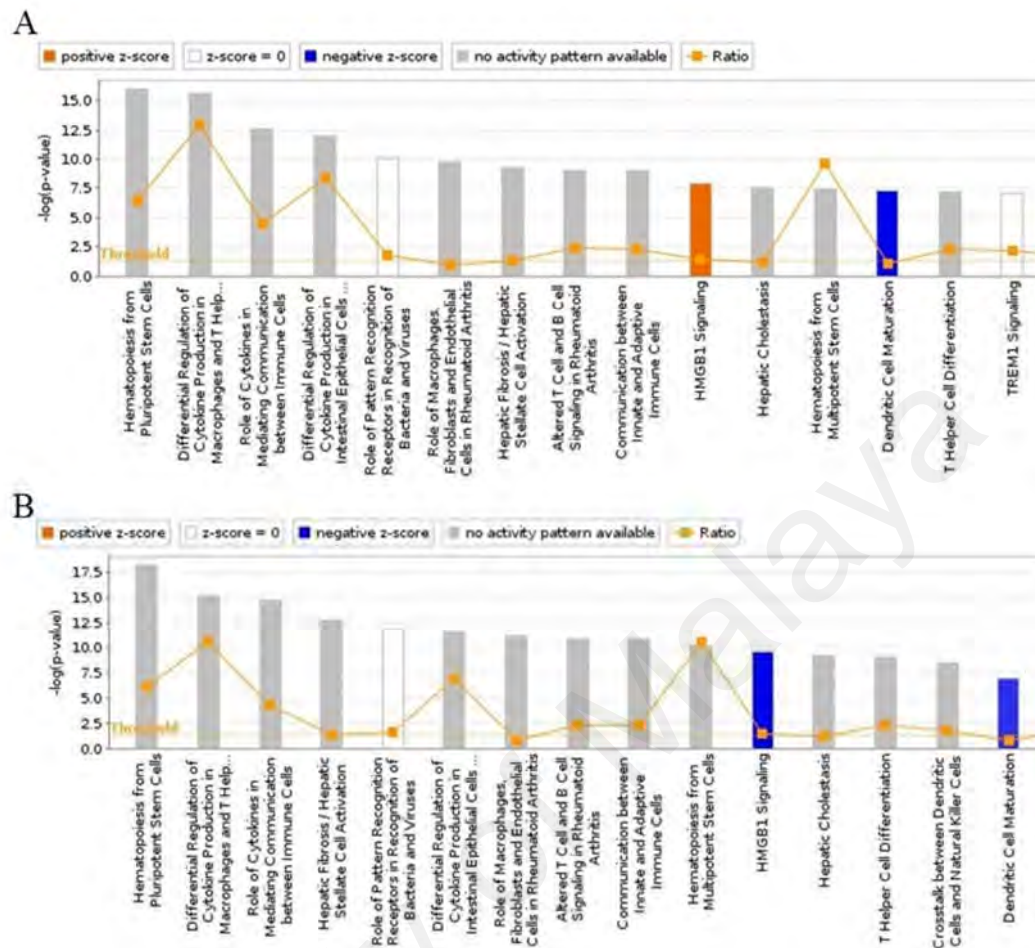 A
positive z-score z-score = 0 negative z-score no activity pattern available Ratio
15.0
12.5
10.0
7.5
5.0
2.5
0.0
-log(p-value)
Threshold
Hematopoiesis from
Pluripotent Stem Cells
Differential Regulation of
Cytokine Production in
Macrophages and T Help...
Role of Cytokines in
Mediating Communication
between Immune Cells
Differential Regulation of
Cytokine Production in
Intestinal Epithelial Cells ...
Role of Pattern Recognition
Receptors in Recognition of
Bacteria and Viruses
Role of Macrophages,
Fibroblasts and Endothelial
Cells in Rheumatoid Arthritis
Hepatic Fibrosis / Hepatic
Stellate Cell Activation
Altered T Cell and B Cell
Signaling in Rheumatoid
Arthritis
Communication between
Innate and Adaptive
Immune Cells
HMGB1 Signaling
Hepatic Cholestasis
Hematopoiesis from
Multipotent Stem Cells
Dendritic Cell Maturation
T Helper Cell Differentiation
TREM1 Signaling
B
positive z-score z-score = 0 negative z-score no activity pattern available Ratio
17.5
15.0
12.5
10.0
7.5
5.0
2.5
0.0
-log(p-value)
Threshold
Hematopoiesis from
Pluripotent Stem Cells
Differential Regulation of
Cytokine Production in
Macrophages and T Help...
Role of Cytokines in
Mediating Communication
between Immune Cells
Hepatic Fibrosis / Hepatic
Stellate Cell Activation
Role of Pattern Recognition
Receptors in Recognition of
Bacteria and Viruses
Differential Regulation of
Cytokine Production in
Intestinal Epithelial Cells ...
Role of Macrophages,
Fibroblasts and Endothelial
Cells in Rheumatoid Arthritis
Altered T Cell and B Cell
Signaling in Rheumatoid
Arthritis
Communication between
Innate and Adaptive
Immune Cells
Hematopoiesis from
Multipotent Stem Cells
HMGB1 Signaling
Hepatic Cholestasis
T Helper Cell Differentiation
Crosstalk between Dendritic
Cells and Natural Killer Cells
Dendritic Cell Maturation
Malaya